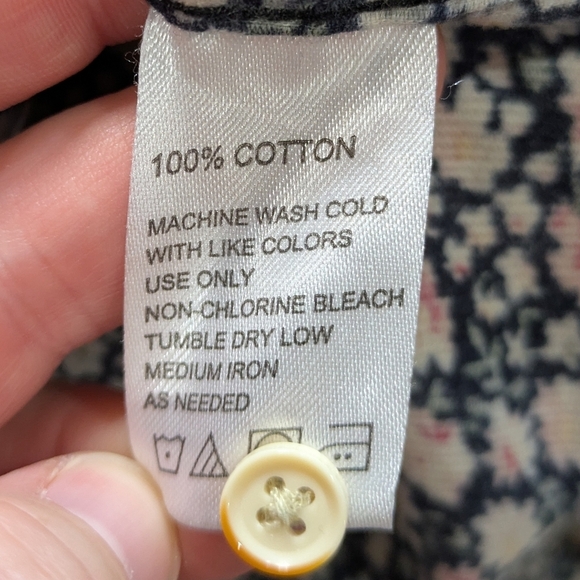 100% COTTON
MACHINE WASH COLD
WITH LIKE COLORS
USE ONLY
NON-CHLORINE BLEACH
TUMBLE DRY LOW
MEDIUM IRON
AS NEEDED